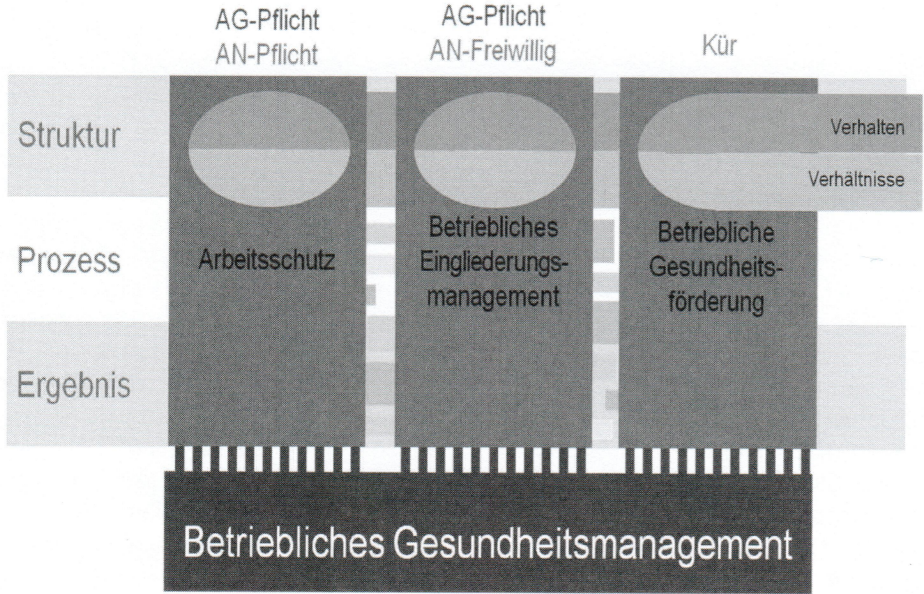 AG-Pflicht
AN-Pflicht
AG-Pflicht
AN-Freiwillig
Kür
Struktur
Verhalten
Verhältnisse
Prozess
Arbeitsschutz
Betriebliches
Eingliederungs-
management
Betriebliche
Gesundheits-
förderung
Ergebnis
Betriebliches Gesundheitsmanagement